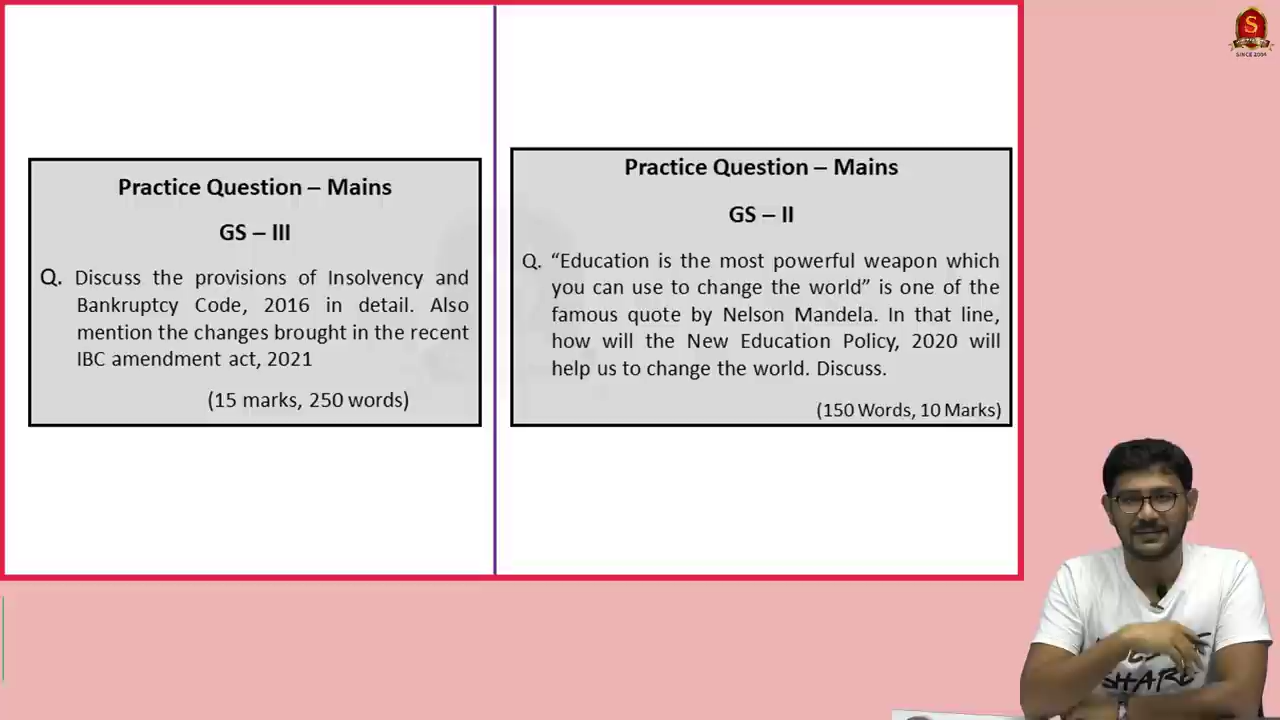 Practice Question – Mains
GS – III
Q. Discuss the provisions of Insolvency and
Bankruptcy Code, 2016 in detail. Also
mention the changes brought in the recent
IBC amendment act, 2021
(15 marks, 250 words)
Practice Question – Mains
GS – II
Q. “Education is the most powerful weapon which
you can use to change the world” is one of the
famous quote by Nelson Mandela. In that line,
how will the New Education Policy, 2020 will
help us to change the world. Discuss.
(150 Words, 10 Marks)
S
SINCE 2004
SHARE